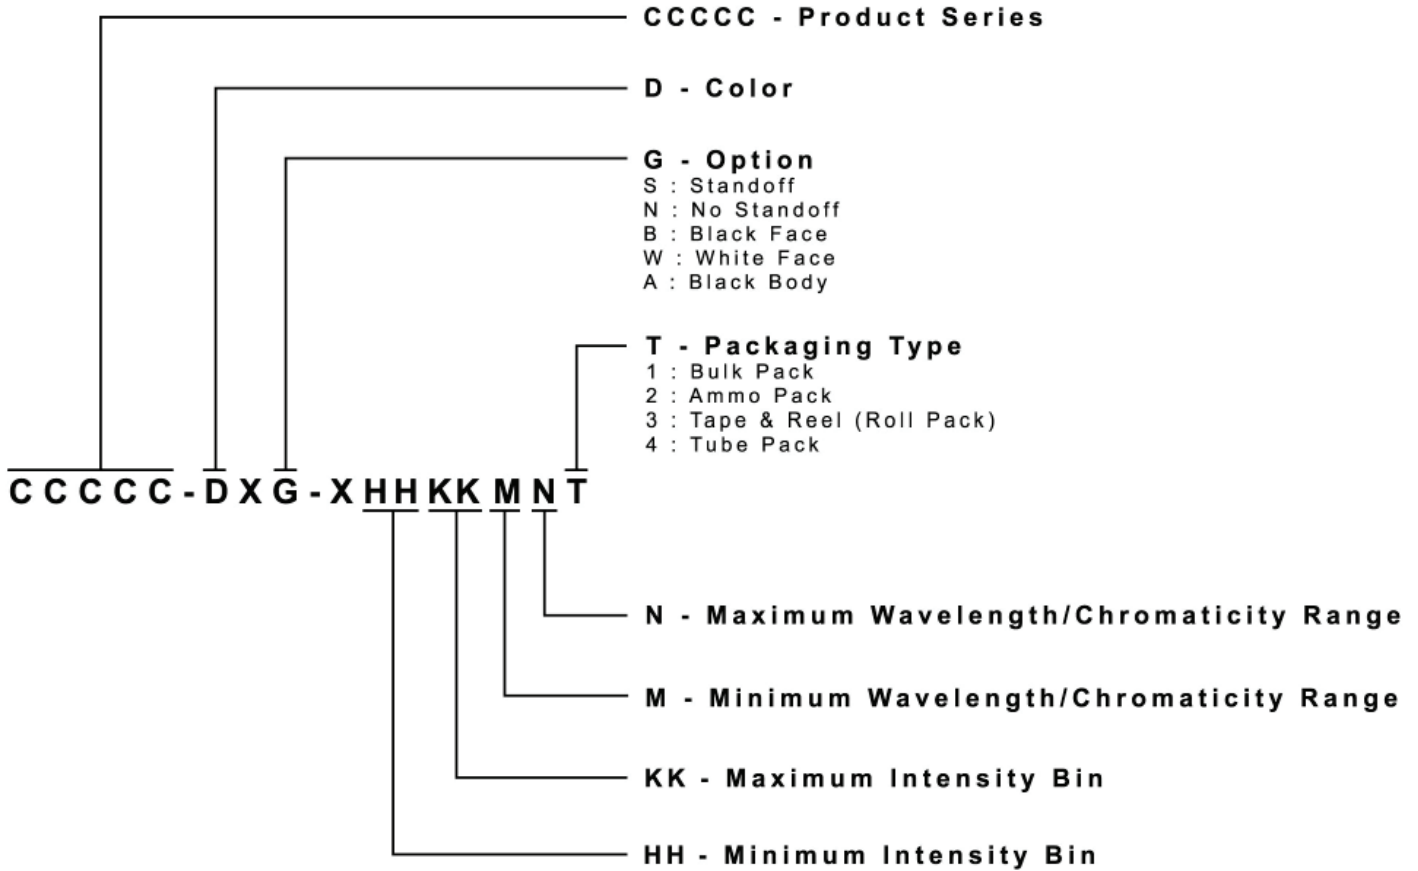 CCCCC - Product Series
D - Color
G - Option
S : Standoff
N : No Standoff
B : Black Face
W : White Face
A : Black Body
T - Packaging Type
1 : Bulk Pack
2 : Ammo Pack
3 : Tape & Reel (Roll Pack)
4 : Tube Pack
CCCCC-DXG-XHHKKMNT
N - Maximum Wavelength/Chromaticity Range
M - Minimum Wavelength/Chromaticity Range
KK - Maximum Intensity Bin
HH - Minimum Intensity Bin